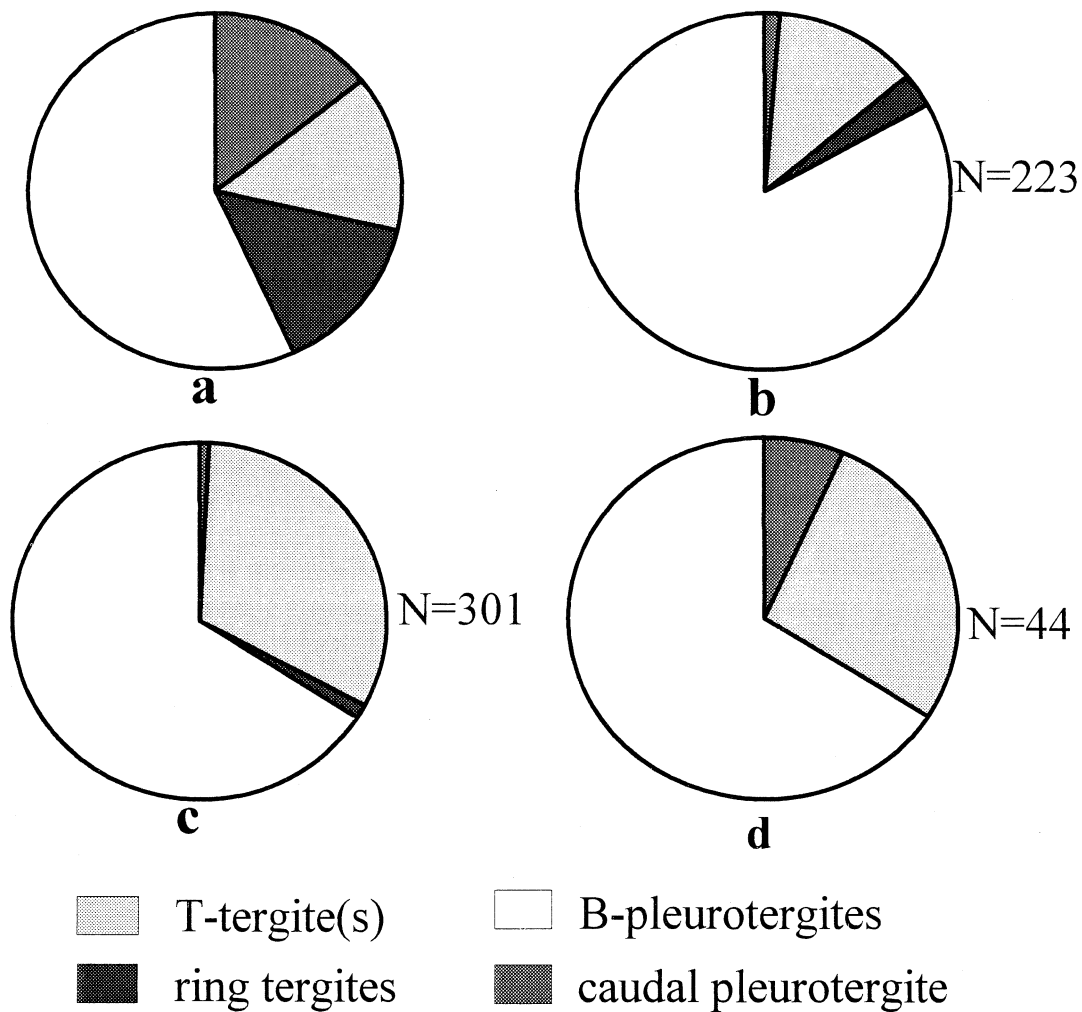 N=223
a
b
N=301
N=44
c
d
T-tergite(s)
B-pleurotergites
ring tergites
caudal pleurotergite